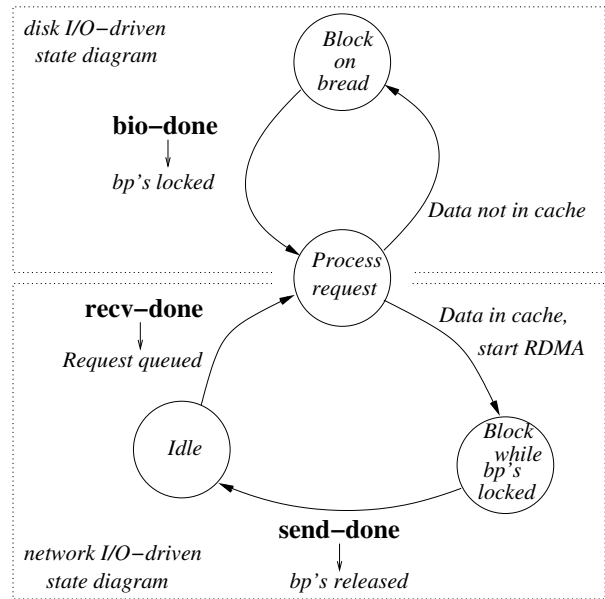 disk I/O−driven
state diagram
Block
on
bread
bio−done
bp's locked
Data not in cache
Process
request
recv−done
Request queued
Data in cache,
start RDMA
Idle
Block
while
bp's
locked
send−done
bp's released
network I/O−driven
state diagram